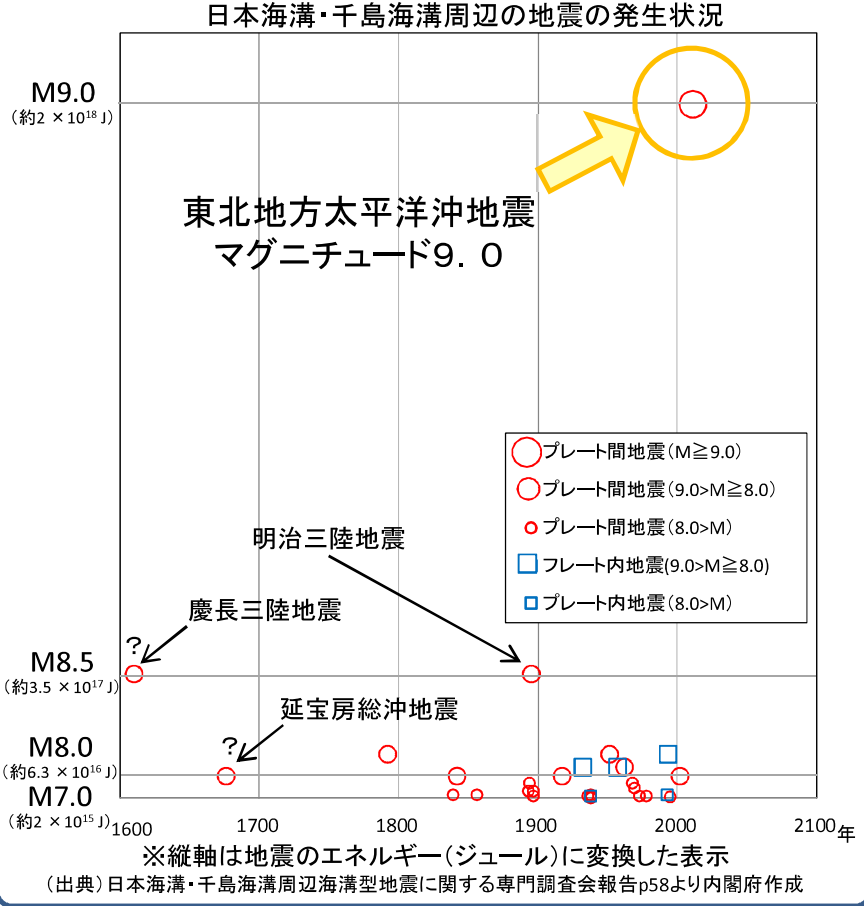 日本海溝・千島海溝周辺の地震の発生状況
M9.0
(約2 ×10¹⁸J)
東北地方太平洋沖地震
マグニチュード9.0
プレート間地震(M≧9.0)
プレート間地震(9.0>M≧8.0)
プレート間地震(8.0>M)
フレート内地震(9.0>M≧8.0)
プレート内地震(8.0>M)
明治三陸地震
慶長三陸地震
?
M8.5
(約3.5 ×10¹⁷J)
延宝房総沖地震
?
M8.0
(約6.3 ×10¹⁶J)
M7.0
(約2 ×10¹⁵J)
1600 1700 1800 1900 2000 2100 年
※縦軸は地震のエネルギー(ジュール)に変換した表示
(出典)日本海溝・千島海溝周辺海溝型地震に関する専門調査会報告p58より内閣府作成